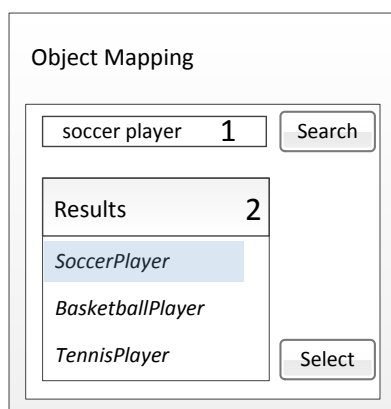 Object Mapping
soccer player 1 Search
Results 2
SoccerPlayer
BasketballPlayer
TennisPlayer Select